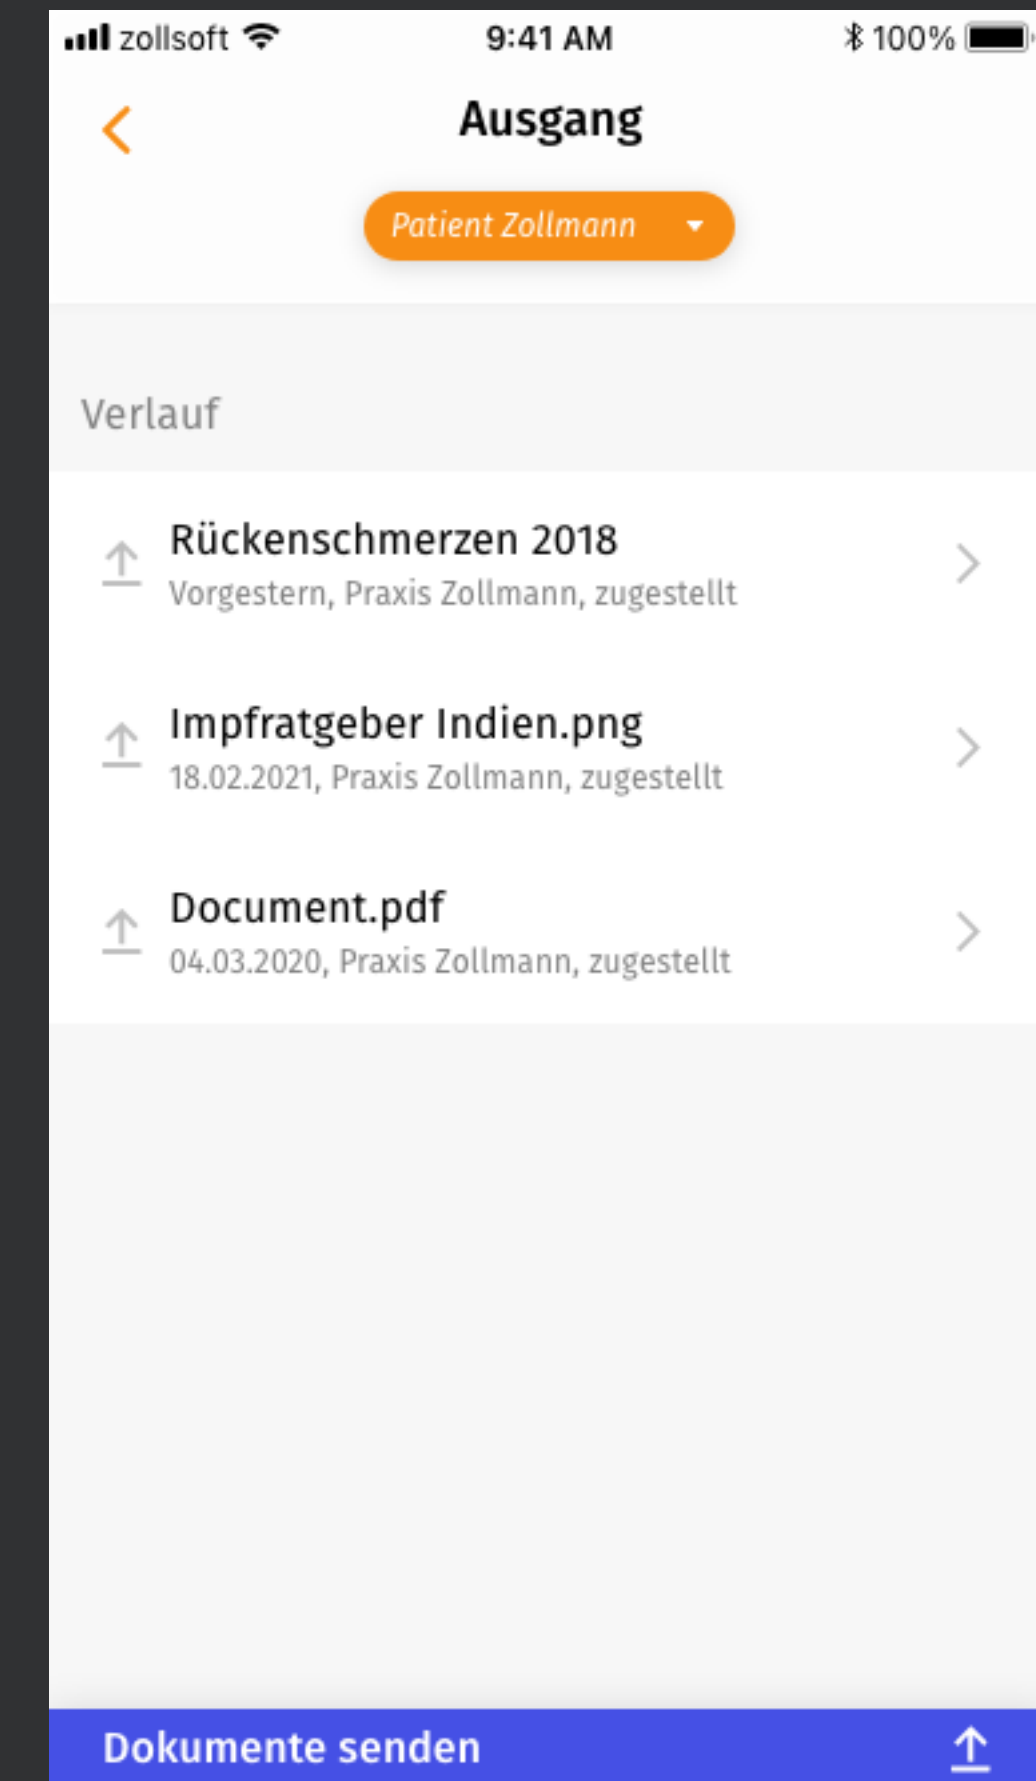 zollsoft 9:41 AM 100%
Ausgang
Patient Zollmann
Verlauf
Rückenschmerzen 2018
Vorgestern, Praxis Zollmann, zugestellt
Impfratgeber Indien.png
18.02.2021, Praxis Zollmann, zugestellt
Document.pdf
04.03.2020, Praxis Zollmann, zugestellt
Dokumente senden